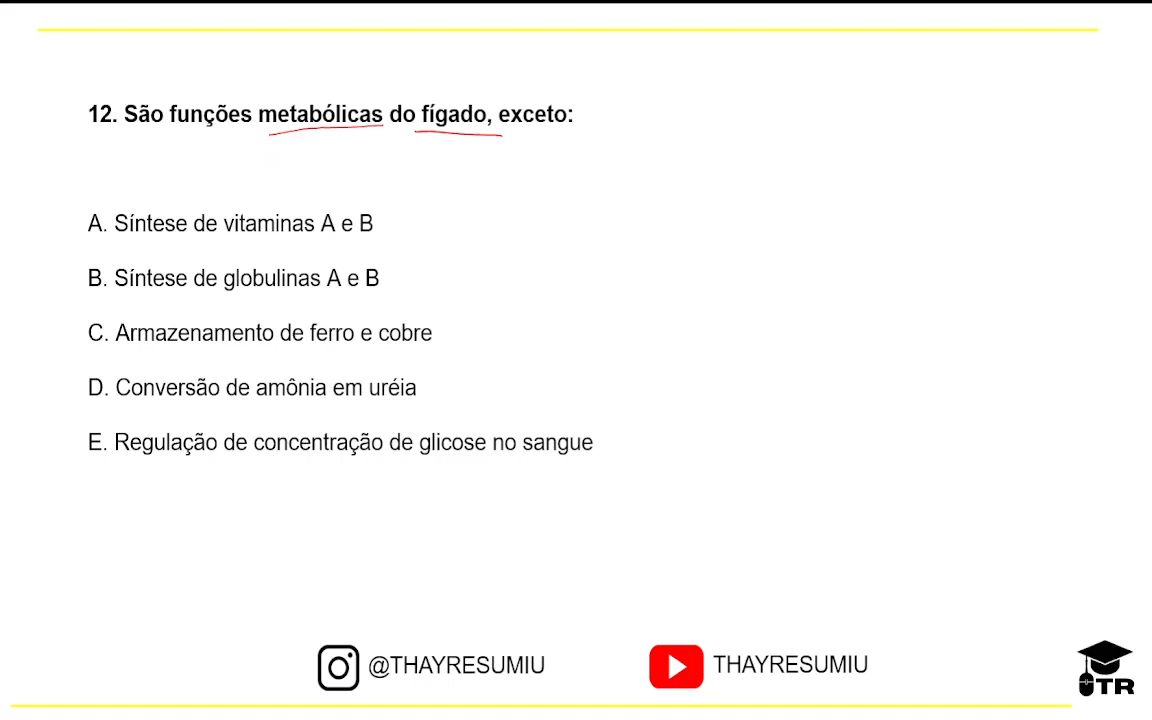 12. São funções metabólicas do fígado, exceto:
A. Síntese de vitaminas A e B
B. Síntese de globulinas A e B
C. Armazenamento de ferro e cobre
D. Conversão de amônia em uréia
E. Regulação de concentração de glicose no sangue
@THAYRESUMIU
THAYRESUMIU
TR